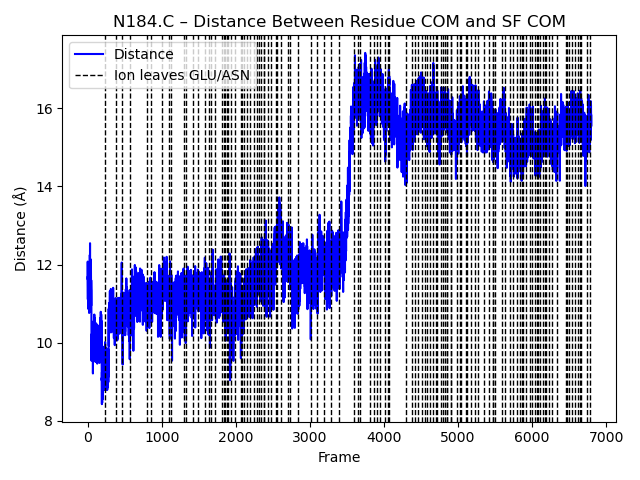 N184.C – Distance Between Residue COM and SF COM
Distance
Ion leaves GLU/ASN
Distance (Å)
16
14
12
10
8
0 1000 2000 3000 4000 5000 6000 7000
Frame